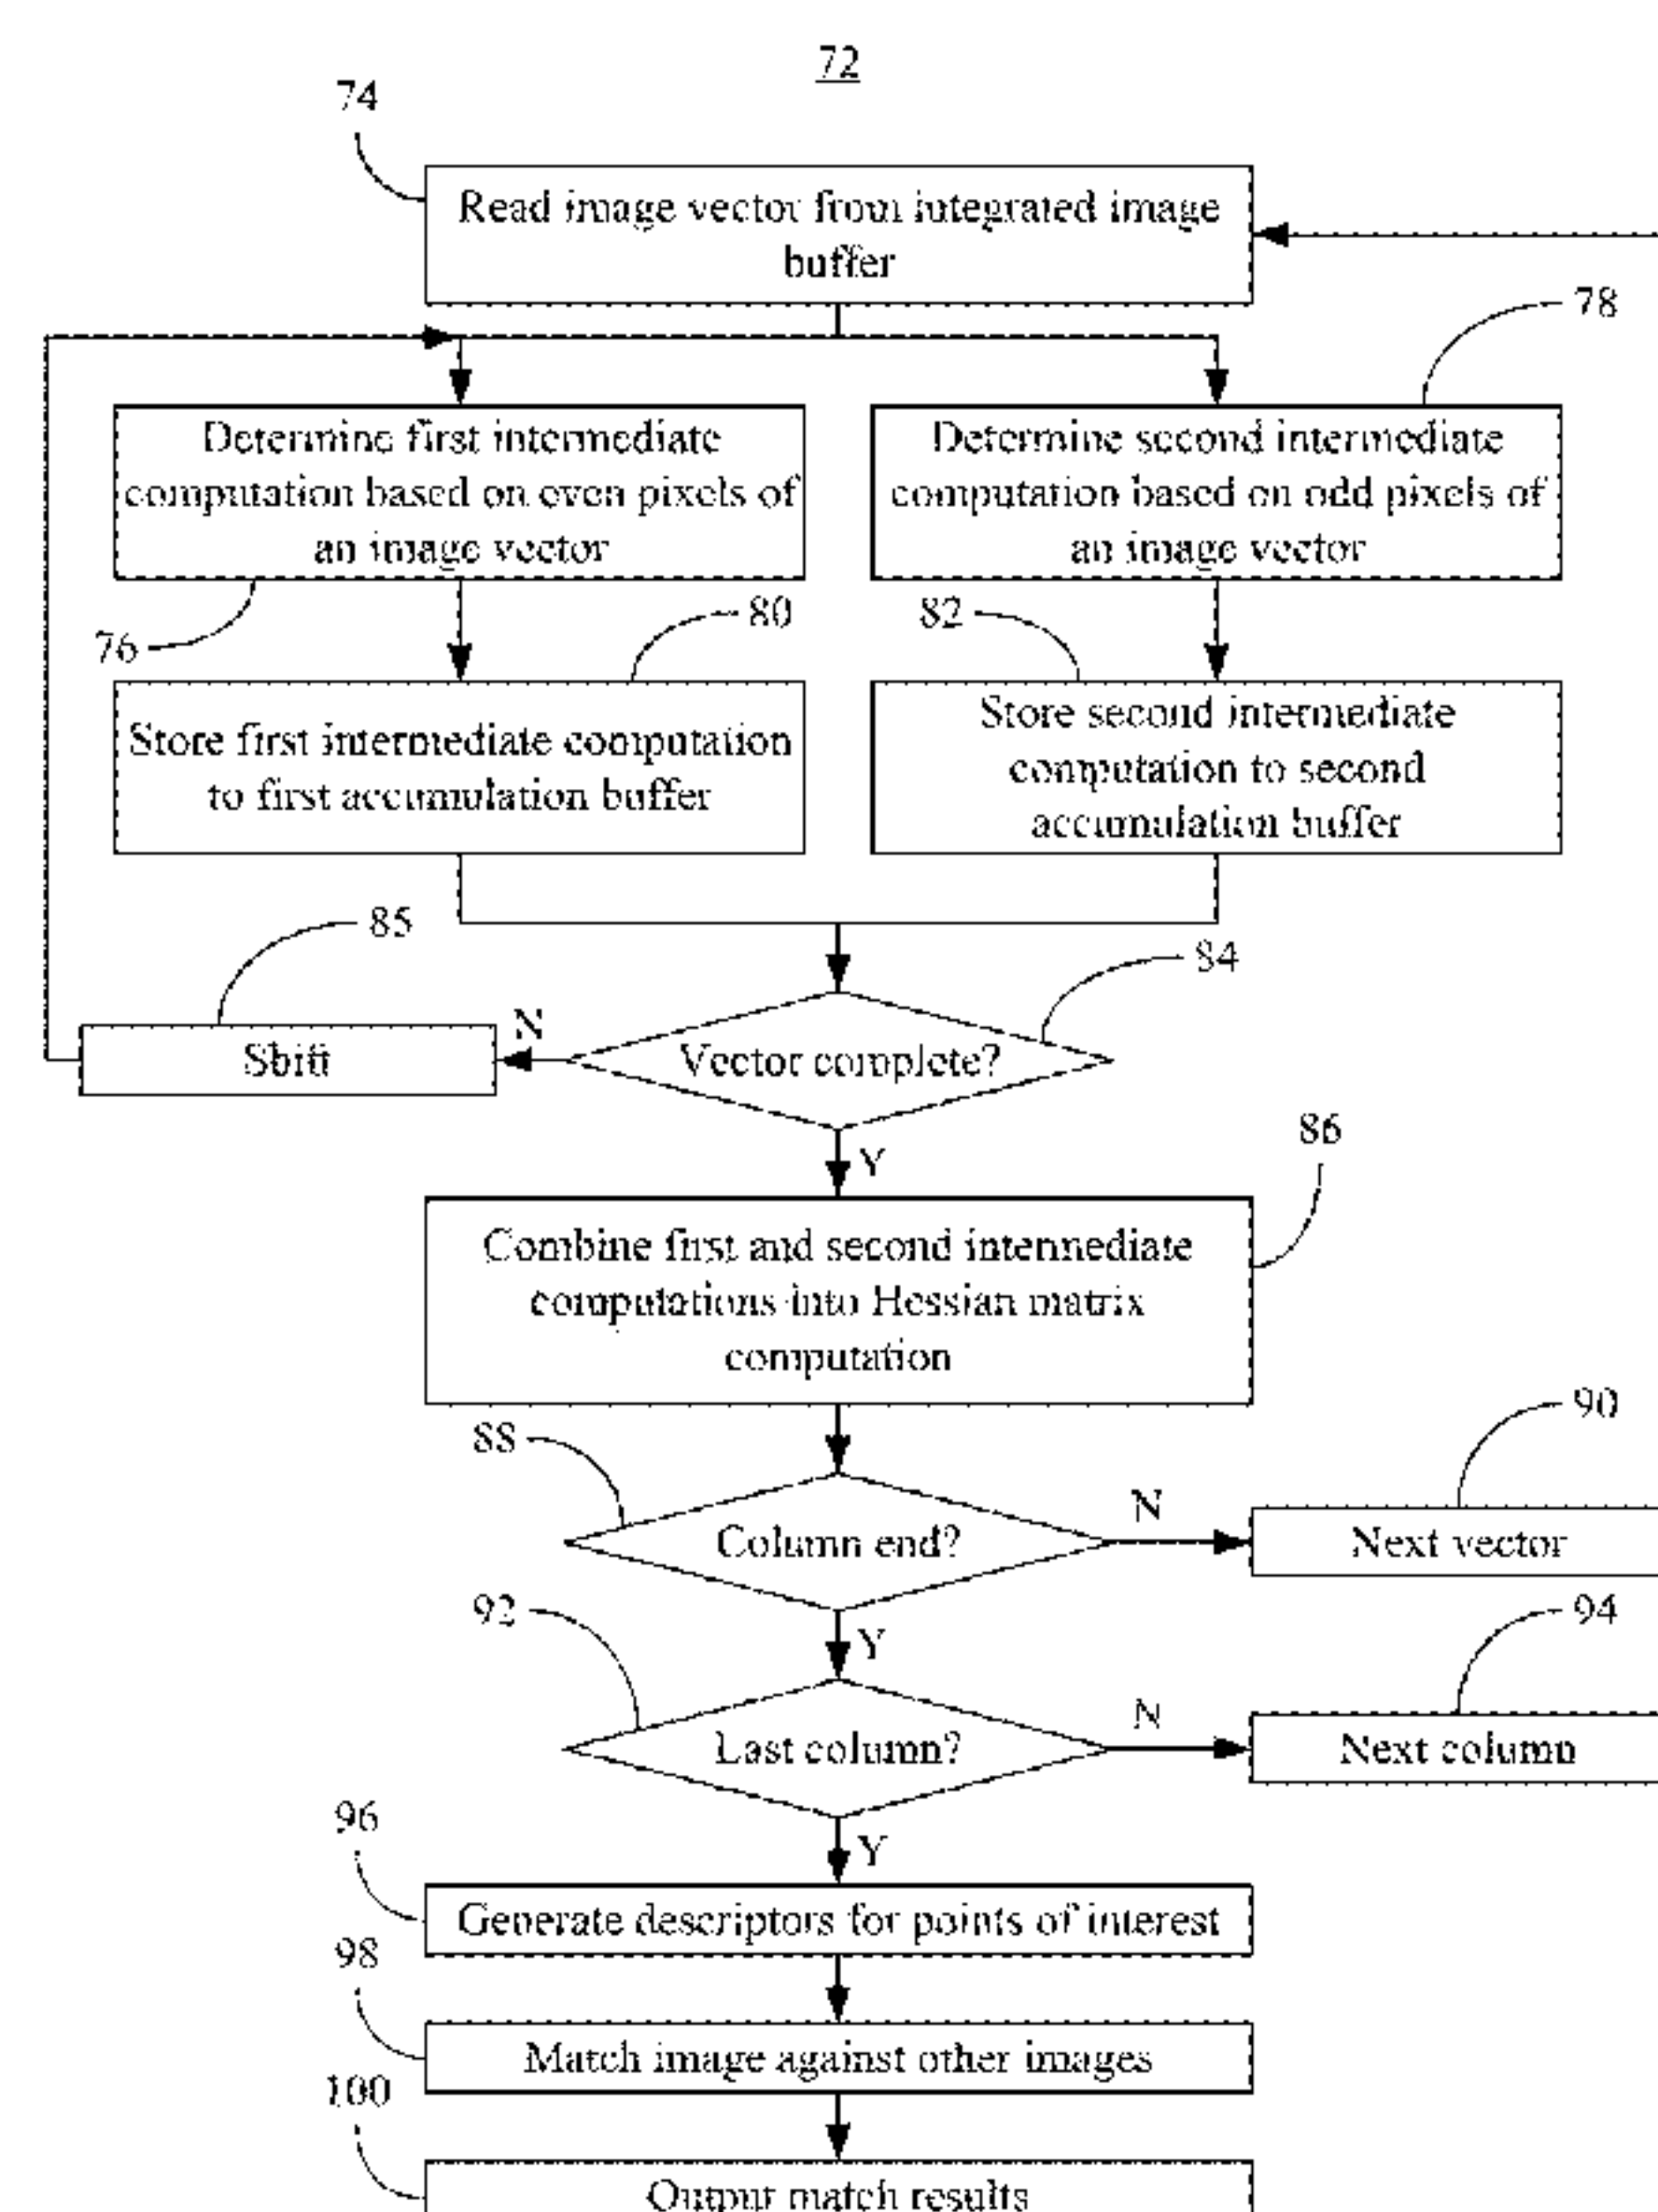 72
74
Read image vector from integrated image
buffer
78
Determine first intermediate
computation based on even pixels of
an image vector
Determine second intermediate
computation based on odd pixels of
an image vector
76
80
82
Store first intermediate computation
to first accumulation buffer
Store second intermediate
computation to second
accumulation buffer
85
84
N
Shift
Vector complete?
Y
86
Combine first and second intermediate
computations into Hessian matrix
computation
88
90
Column end?
N
Next vector
Y
92
94
Last column?
N
Next column
Y
96
Generate descriptors for points of interest
98
Match image against other images
100
Output match results